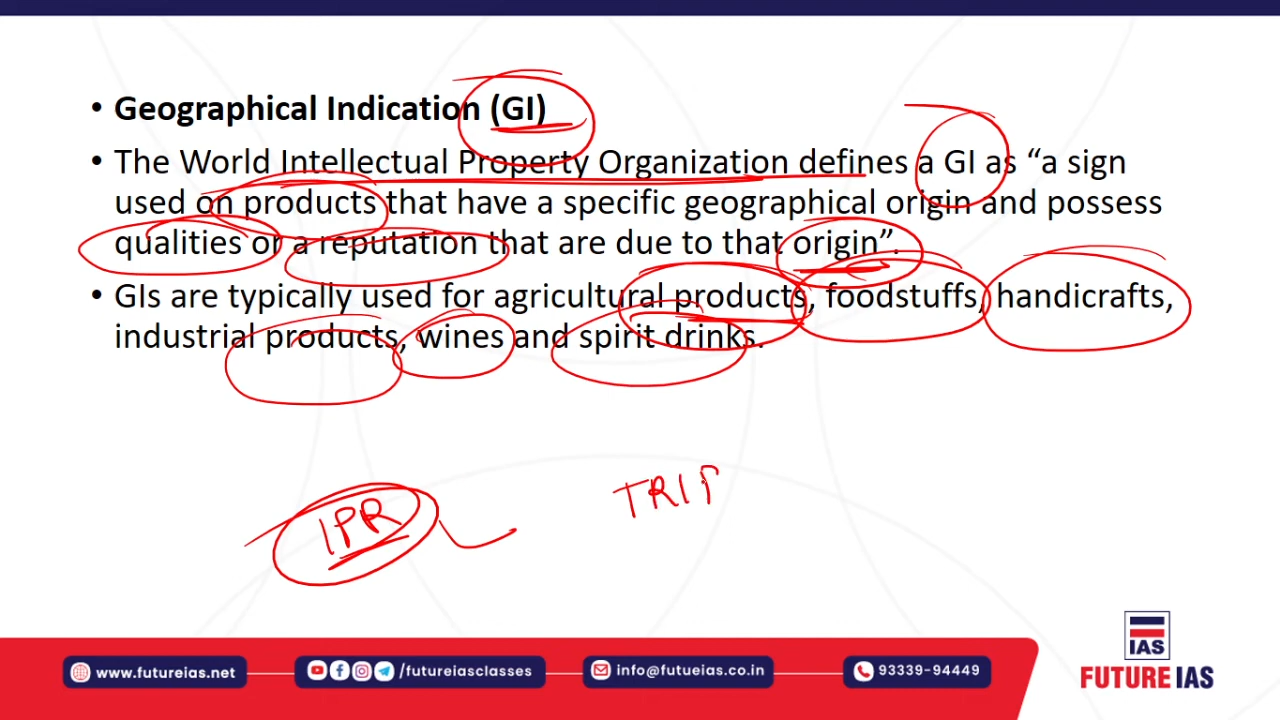 • Geographical Indication (GI)
• The World Intellectual Property Organization defines a GI as “a sign
used on products that have a specific geographical origin and possess
qualities or a reputation that are due to that origin”.
• GIs are typically used for agricultural products, foodstuffs, handicrafts,
industrial products, wines and spirit drinks.
IPR
TRIP
IAS
FUTURE IAS
www.futureias.net
/futureiasclasses
info@futueias.co.in
93339-94449